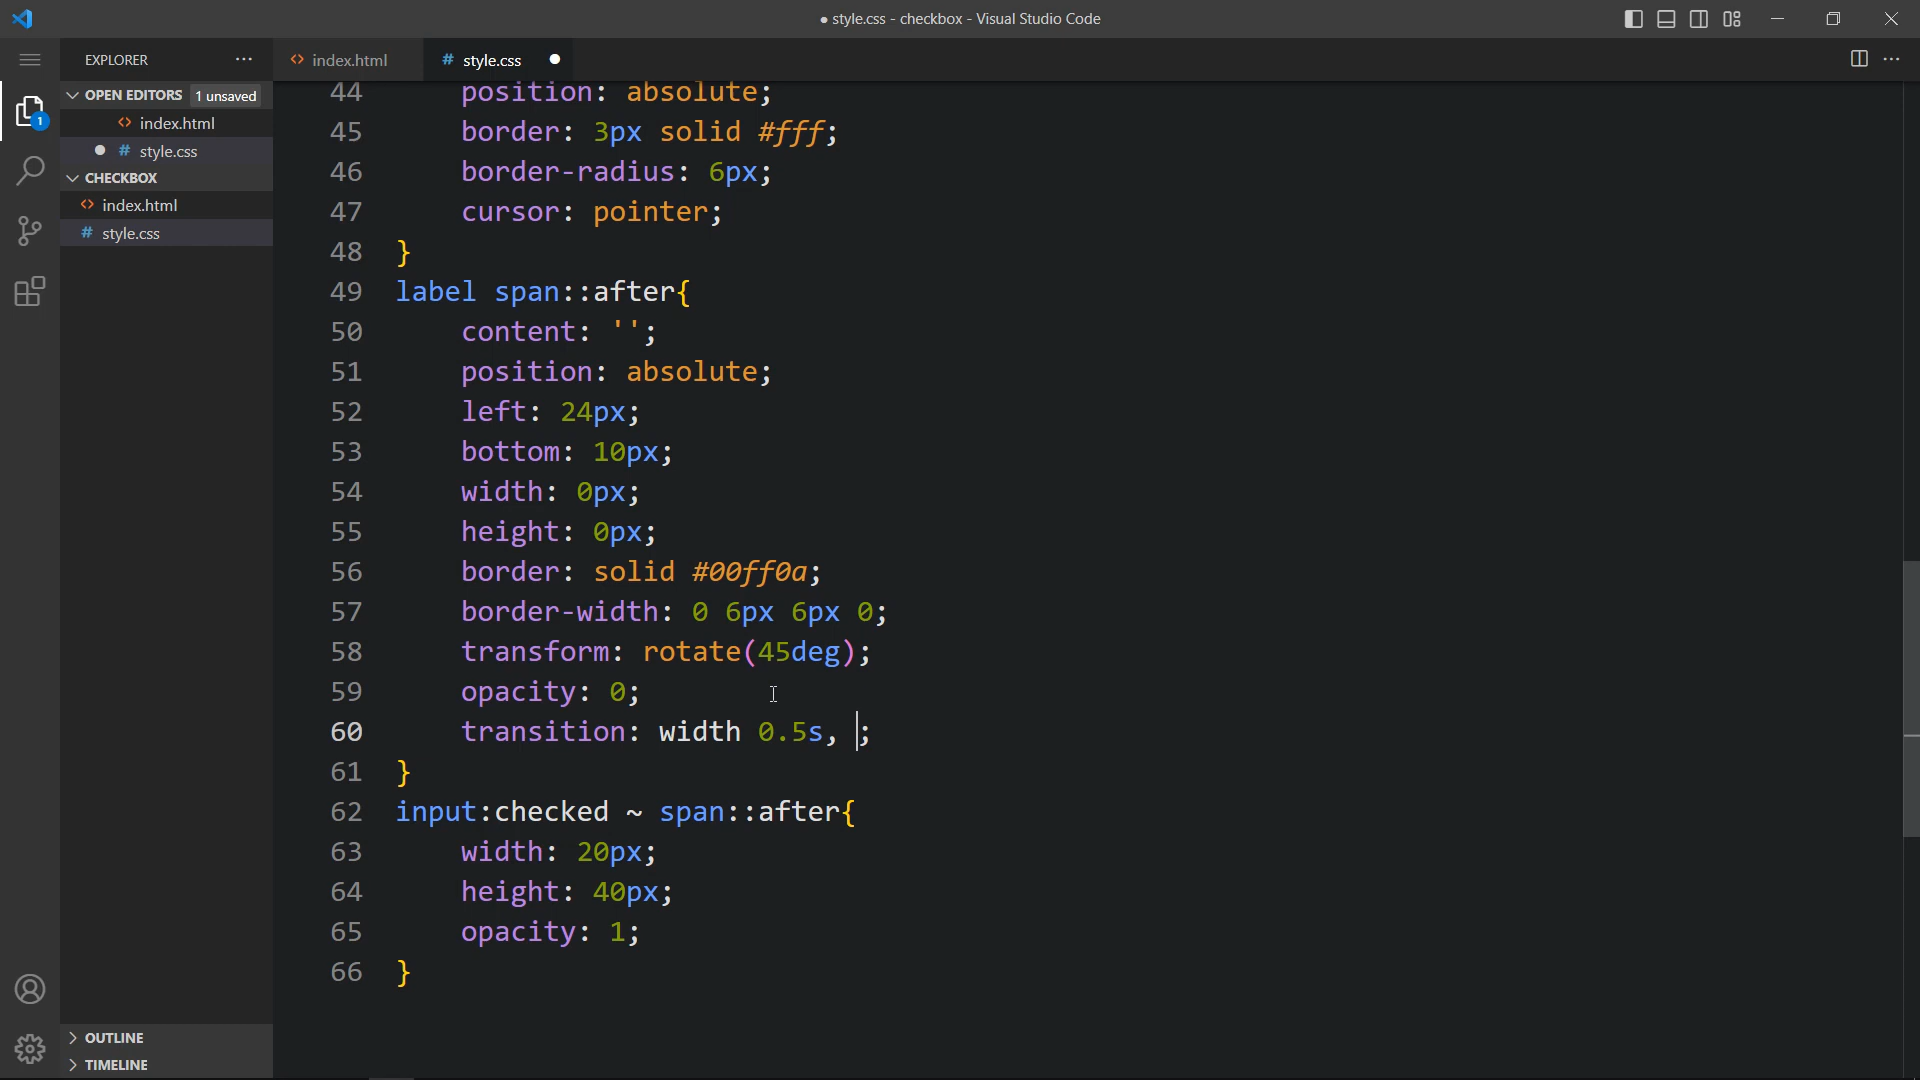 ● style.css - checkbox - Visual Studio Code
EXPLORER
OPEN EDITORS 1 unsaved
index.html
# style.css
CHECKBOX
index.html
# style.css
OUTLINE
TIMELINE
1
index.html
# style.css
44 position: absolute;
45 border: 3px solid #fff;
46 border-radius: 6px;
47 cursor: pointer;
48 }
49 label span::after{
50 content: '';
51 position: absolute;
52 left: 24px;
53 bottom: 10px;
54 width: 0px;
55 height: 0px;
56 border: solid #00ff0a;
57 border-width: 0 6px 6px 0;
58 transform: rotate(45deg);
59 opacity: 0;
60 transition: width 0.5s, ;
61 }
62 input:checked ~ span::after{
63 width: 20px;
64 height: 40px;
65 opacity: 1;
66 }